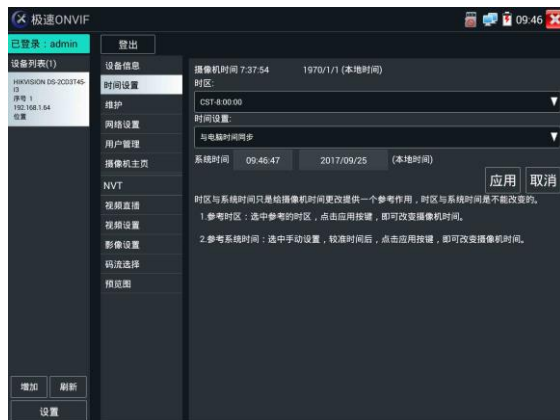 极速ONVIF
09:46
已登录：admin
登出
设备列表(1)
HIKVISION DS-2CD3T45-I3
序号 1
192.168.1.64
位置
设备信息
时间设置
维护
网络设置
用户管理
摄像机主页
NVT
视频直播
视频设置
影像设置
码流选择
预览图
摄像机时间 7:37:54 1970/1/1 (本地时间)
时区:
CST-8:00:00
时间设置:
与电脑时间同步
系统时间 09:46:47 2017/09/25 (本地时间)
应用 取消
时区与系统时间只是给摄像机时间更改提供一个参考作用，时区与系统时间是不能改变的。
1.参考时区：选中参考的时区，点击应用按键，即可改变摄像机时间。
2.参考系统时间：选中手动设置，较准时间后，点击应用按键，即可改变摄像机时间。
增加 刷新
设置